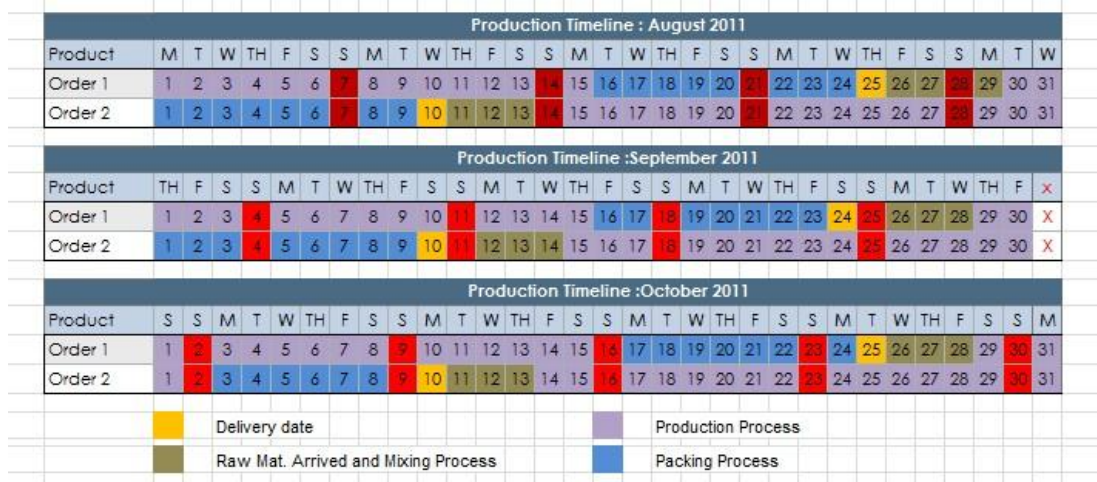 Production Timeline : August 2011
Product M T W TH F S S M T W TH F S S M T W TH F S S M T W TH F S S M T W
Order 1 1 2 3 4 5 6 7 8 9 10 11 12 13 14 15 16 17 18 19 20 21 22 23 24 25 26 27 28 29 30 31
Order 2 1 2 3 4 5 6 7 8 9 10 11 12 13 14 15 16 17 18 19 20 21 22 23 24 25 26 27 28 29 30 31
Production Timeline :September 2011
Product TH F S S M T W TH F S S M T W TH F S S M T W TH F S S M T W TH F X
Order 1 1 2 3 4 5 6 7 8 9 10 11 12 13 14 15 16 17 18 19 20 21 22 23 24 25 26 27 28 29 30 X
Order 2 1 2 3 4 5 6 7 8 9 10 11 12 13 14 15 16 17 18 19 20 21 22 23 24 25 26 27 28 29 30 X
Production Timeline :October 2011
Product S S M T W TH F S S M T W TH F S S M T W TH F S S M T W TH F S S M
Order 1 1 2 3 4 5 6 7 8 9 10 11 12 13 14 15 16 17 18 19 20 21 22 23 24 25 26 27 28 29 30 31
Order 2 1 2 3 4 5 6 7 8 9 10 11 12 13 14 15 16 17 18 19 20 21 22 23 24 25 26 27 28 29 30 31
Delivery date Production Process
Raw Mat. Arrived and Mixing Process Packing Process